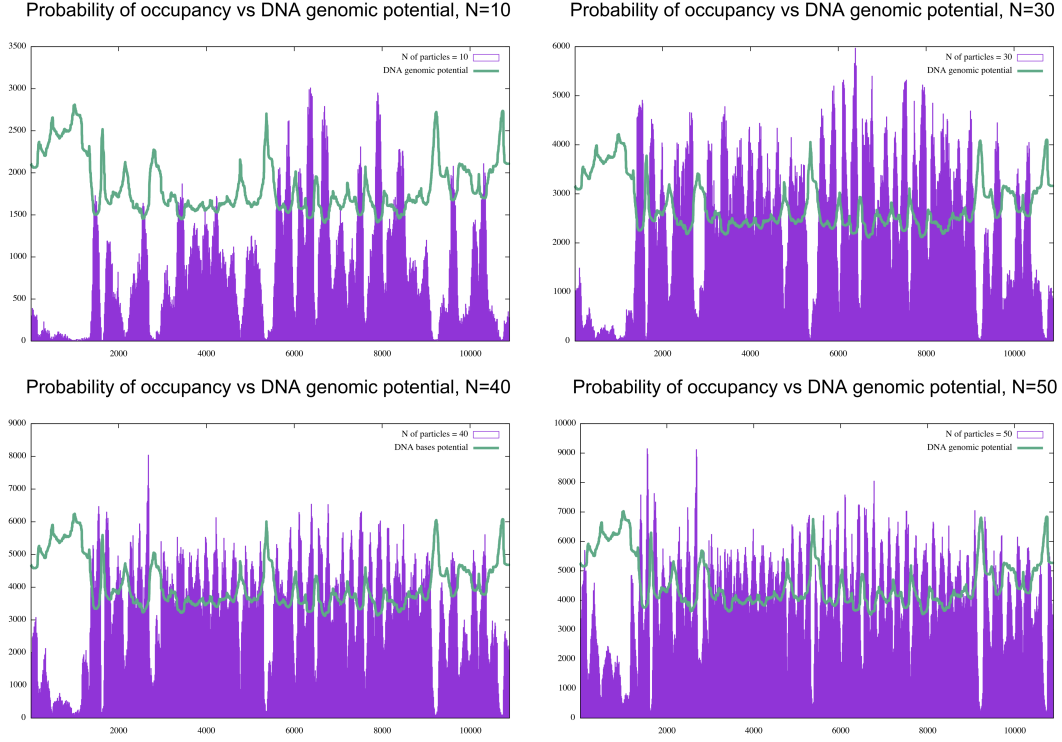 Probability of occupancy vs DNA genomic potential, N=10
3500
3000
2500
2000
1500
1000
500
0
2000 4000 6000 8000 10000
N of particles = 10
DNA genomic potential
Probability of occupancy vs DNA genomic potential, N=30
6000
5000
4000
3000
2000
1000
0
2000 4000 6000 8000 10000
N of particles = 30
DNA genomic potential
Probability of occupancy vs DNA genomic potential, N=40
9000
8000
7000
6000
5000
4000
3000
2000
1000
0
2000 4000 6000 8000 10000
N of particles = 40
DNA bases potential
Probability of occupancy vs DNA genomic potential, N=50
10000
9000
8000
7000
6000
5000
4000
3000
2000
1000
0
2000 4000 6000 8000 10000
N of particles = 50
DNA genomic potential